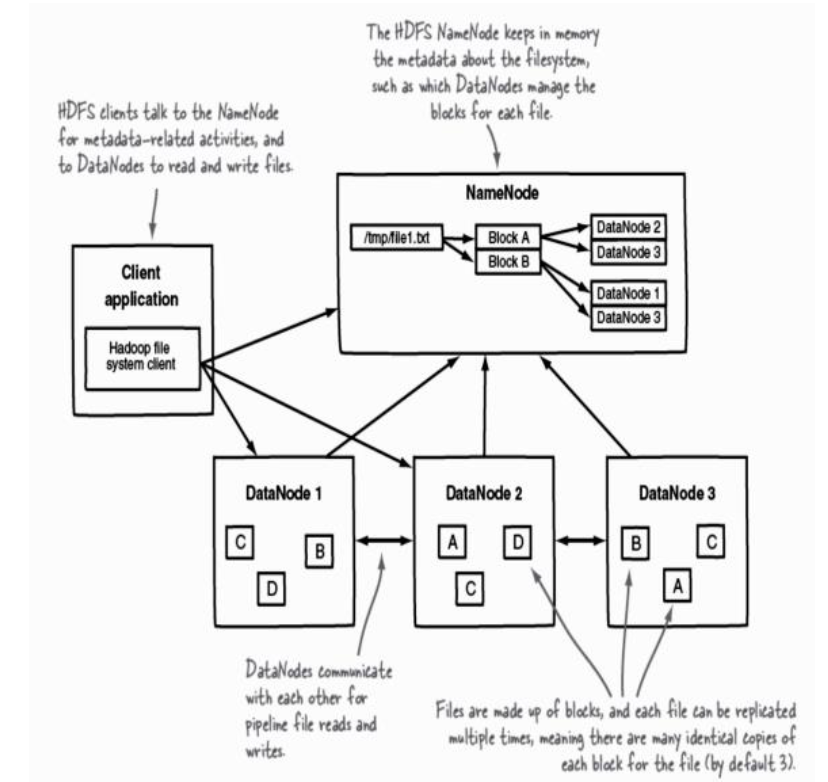 The HDFS NameNode keeps in memory
the metadata about the filesystem,
such as which DataNodes manage the
blocks for each file.
HDFS clients talk to the NameNode
for metadata-related activities, and
to DataNodes to read and write files.
NameNode
/tmp/file1.txt
Block A
Block B
DataNode 2
DataNode 3
DataNode 1
DataNode 3
Client
application
Hadoop file
system client
DataNode 1
C
B
D
DataNode 2
A
D
C
DataNode 3
B
C
A
DataNodes communicate
with each other for
pipeline file reads and
writes.
Files are made up of blocks, and each file can be replicated
multiple times, meaning there are many identical copies of
each block for the file (by default 3).